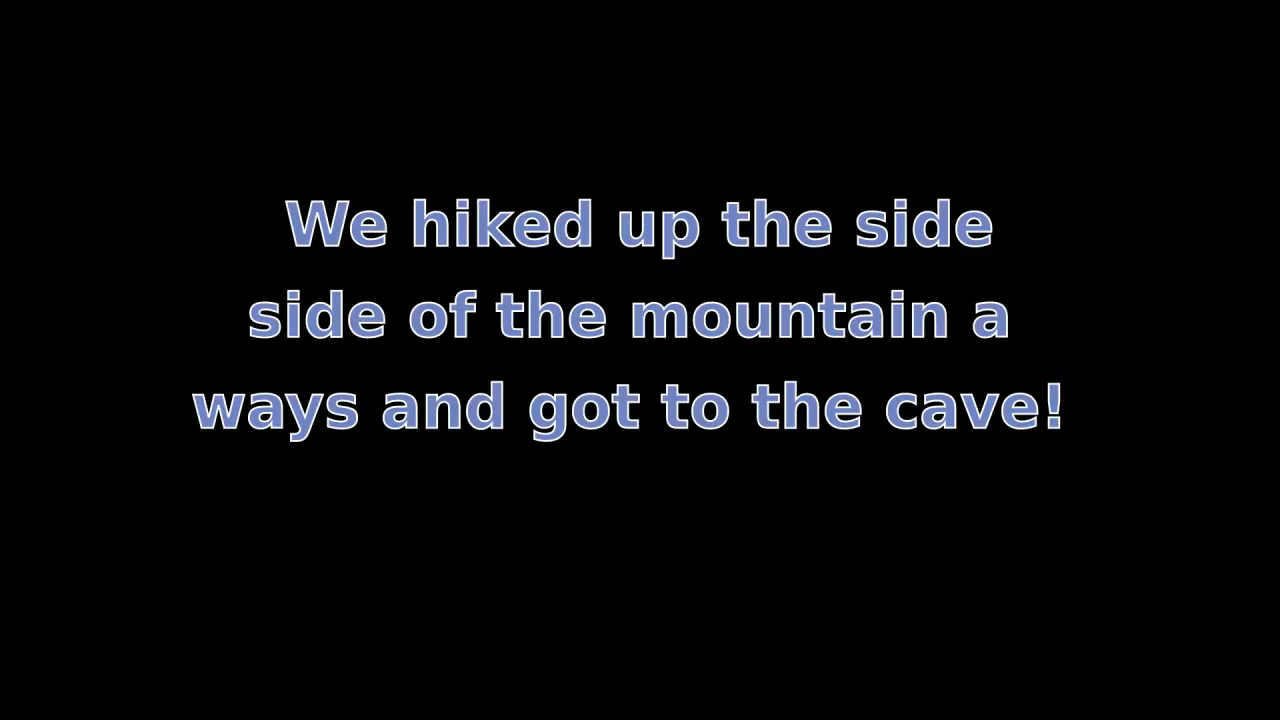 We hiked up the side
side of the mountain a
ways and got to the cave!